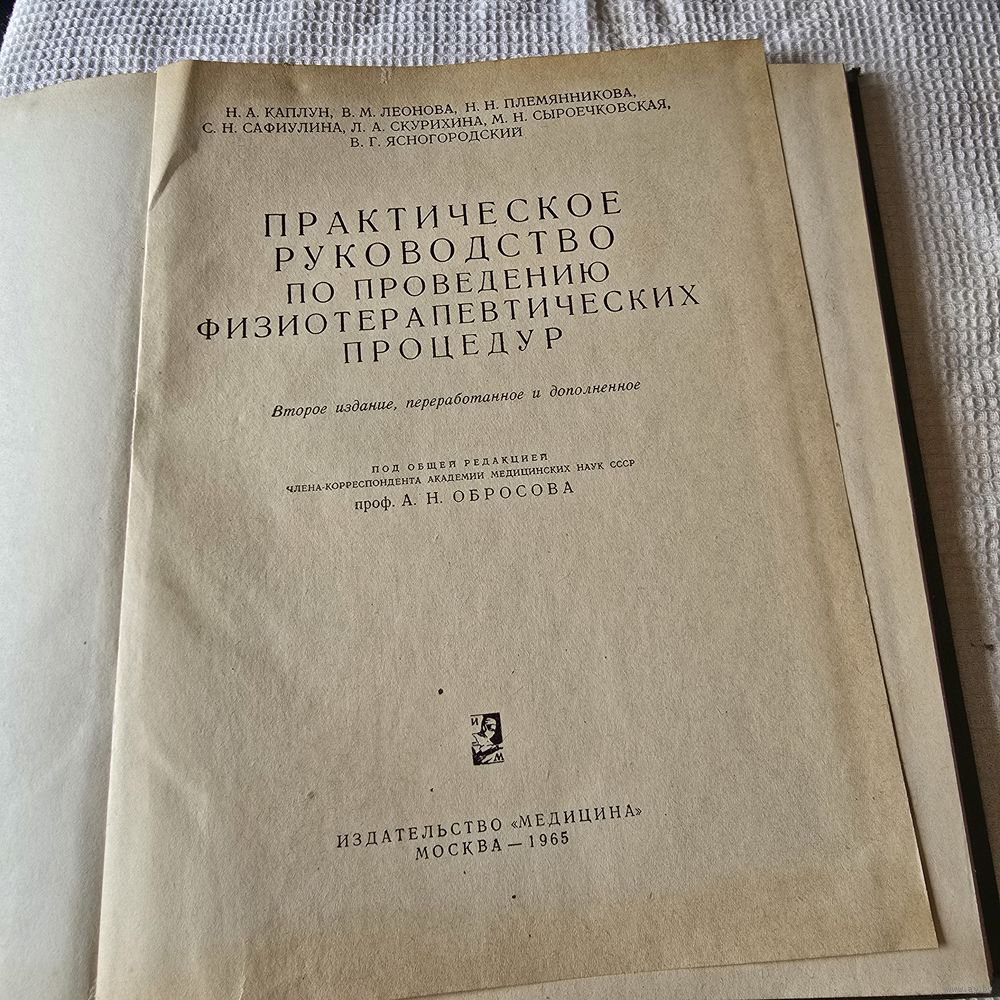 Н. А. КАПЛУН, В. М. ЛЕОНОВА, Н. Н. ПЛЕМЯННИКОВА,
С. Н. САФИУЛИНА, Л. А. СКУРИХИНА, М. Н. СЫРОЕЧКОВСКАЯ,
В. Г. ЯСНОГОРОДСКИЙ
ПРАКТИЧЕСКОЕ
РУКОВОДСТВО
ПО ПРОВЕДЕНИЮ
ФИЗИОТЕРАПЕВТИЧЕСКИХ
ПРОЦЕДУР
Второе издание, переработанное и дополненное
ПОД ОБЩЕЙ РЕДАКЦИЕЙ
ЧЛЕНА-КОРРЕСПОНДЕНТА АКАДЕМИИ МЕДИЦИНСКИХ НАУК СССР
проф. А. Н. ОБРОСОВА
И
М
ИЗДАТЕЛЬСТВО «МЕДИЦИНА»
МОСКВА — 1965